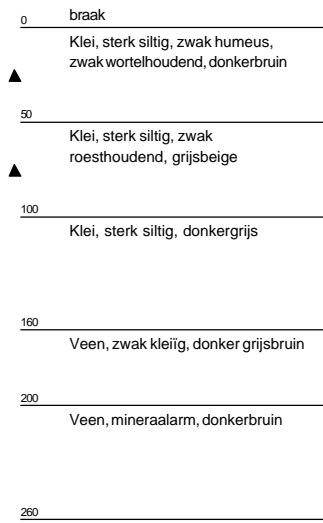 braak
0
Klei, sterk siltig, zwak humeus,
zwak wortelhoudend, donkerbruin
50
Klei, sterk siltig, zwak
roesthoudend, grijsbeige
100
Klei, sterk siltig, donkergrijs
160
Veen, zwak kleiïg, donker grijsbruin
200
Veen, mineraalarm, donkerbruin
260